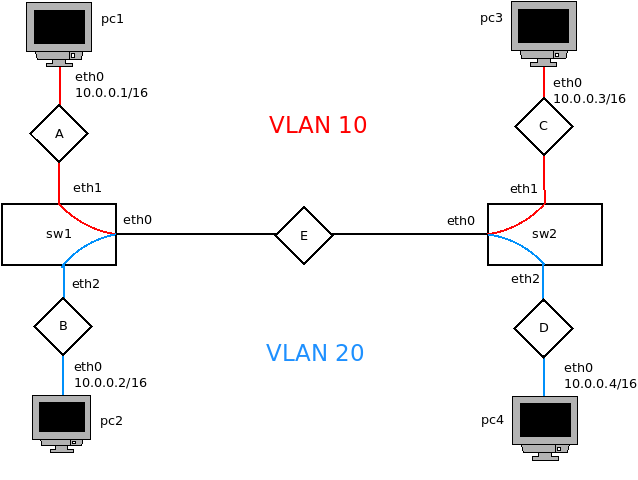 pc1
eth0
10.0.0.1/16
A
eth1
sw1
eth0
eth2
B
eth0
10.0.0.2/16
pc2
VLAN 10
E
VLAN 20
pc3
eth0
10.0.0.3/16
C
eth1
eth0
sw2
eth2
D
eth0
10.0.0.4/16
pc4